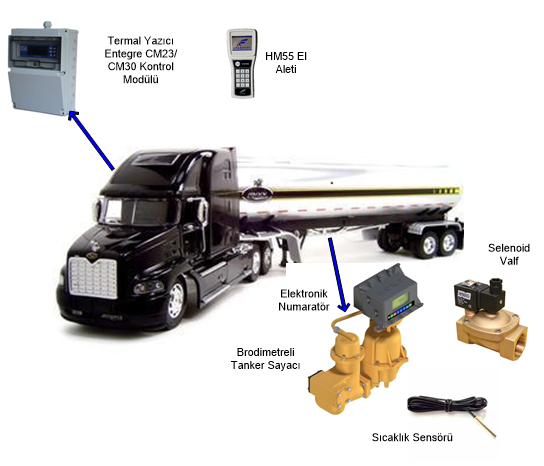 Termal Yazıcı
Entegre CM23/
CM30 Kontrol
Modülü
HM55 El
Aleti
Selenoid
Valf
Elektronik
Numaratör
Brodimetreli
Tanker Sayacı
Sıcaklık Sensörü